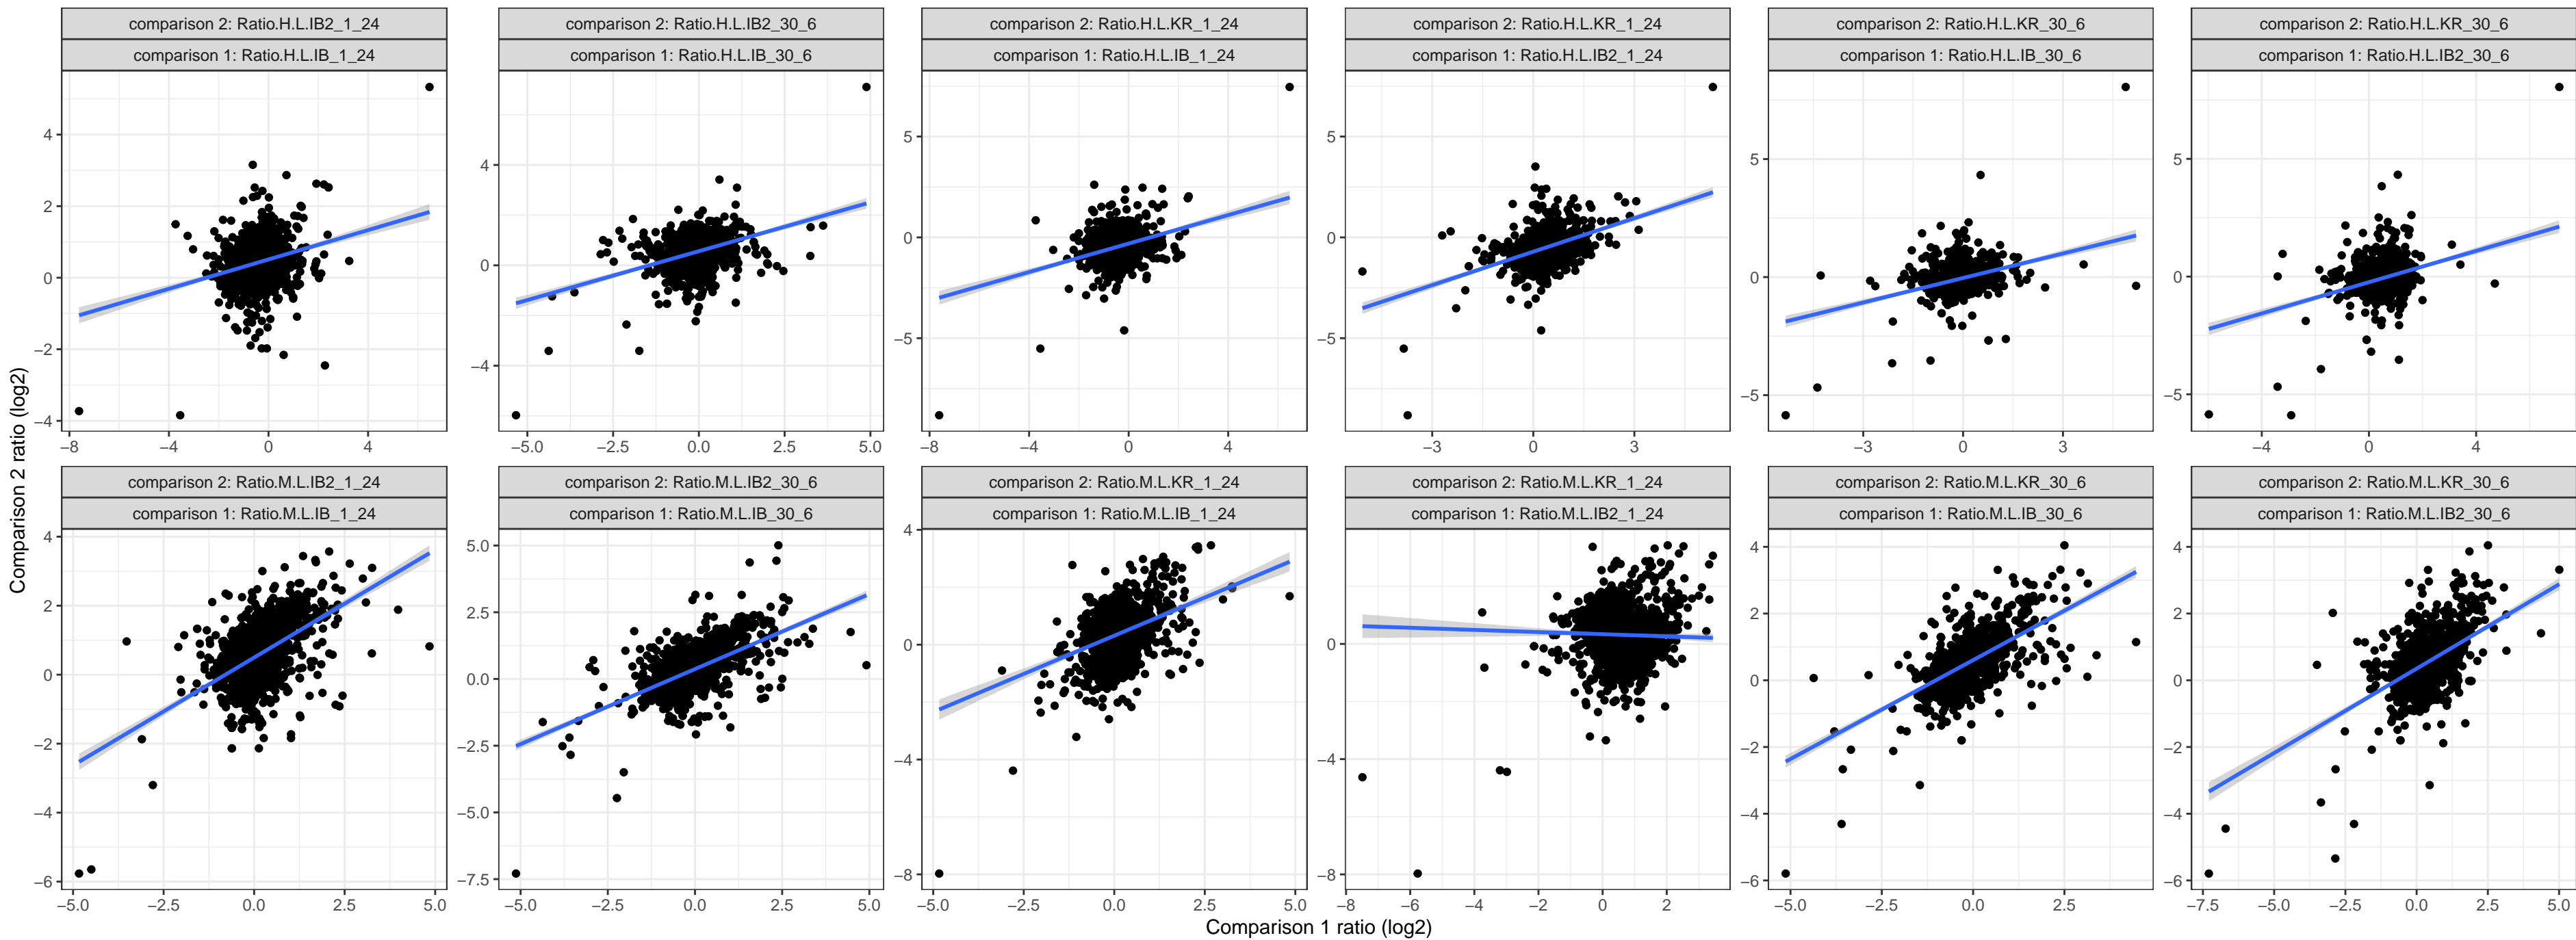 comparison 2: Ratio.H.L.IB2_1_24
comparison 2: Ratio.H.L.IB2_30_6
comparison 2: Ratio.H.L.KR_1_24
comparison 2: Ratio.H.L.KR_1_24
comparison 2: Ratio.H.L.KR_30_6
comparison 2: Ratio.H.L.KR_30_6
comparison 1: Ratio.H.L.IB_1_24
comparison 1: Ratio.H.L.IB_30_6
comparison 1: Ratio.H.L.IB_1_24
comparison 1: Ratio.H.L.IB2_1_24
comparison 1: Ratio.H.L.IB_30_6
comparison 1: Ratio.H.L.IB2_30_6
4
2
0
−2
−4
−8 −4 0 4
4
0
−4
−5.0 −2.5 0.0 2.5 5.0
5
0
−5
−8 −4 0 4
5
0
−5
−3 0 3
5
0
−5
−3 0 3
5
0
−5
−4 0 4
comparison 2: Ratio.M.L.IB2_1_24
comparison 2: Ratio.M.L.IB2_30_6
comparison 2: Ratio.M.L.KR_1_24
comparison 2: Ratio.M.L.KR_1_24
comparison 2: Ratio.M.L.KR_30_6
comparison 2: Ratio.M.L.KR_30_6
comparison 1: Ratio.M.L.IB_1_24
comparison 1: Ratio.M.L.IB_30_6
comparison 1: Ratio.M.L.IB_1_24
comparison 1: Ratio.M.L.IB2_1_24
comparison 1: Ratio.M.L.IB_30_6
comparison 1: Ratio.M.L.IB2_30_6
4
2
0
−2
−4
−6
−5.0 −2.5 0.0 2.5 5.0
5.0
2.5
0.0
−2.5
−5.0
−7.5
−5.0 −2.5 0.0 2.5 5.0
4
0
−4
−8
−5.0 −2.5 0.0 2.5 5.0
0
−4
−8
−8 −6 −4 −2 0 2
4
2
0
−2
−4
−6
−5.0 −2.5 0.0 2.5
4
2
0
−2
−4
−6
−7.5 −5.0 −2.5 0.0 2.5 5.0
Comparison 1 ratio (log2)
Comparison 2 ratio (log2)